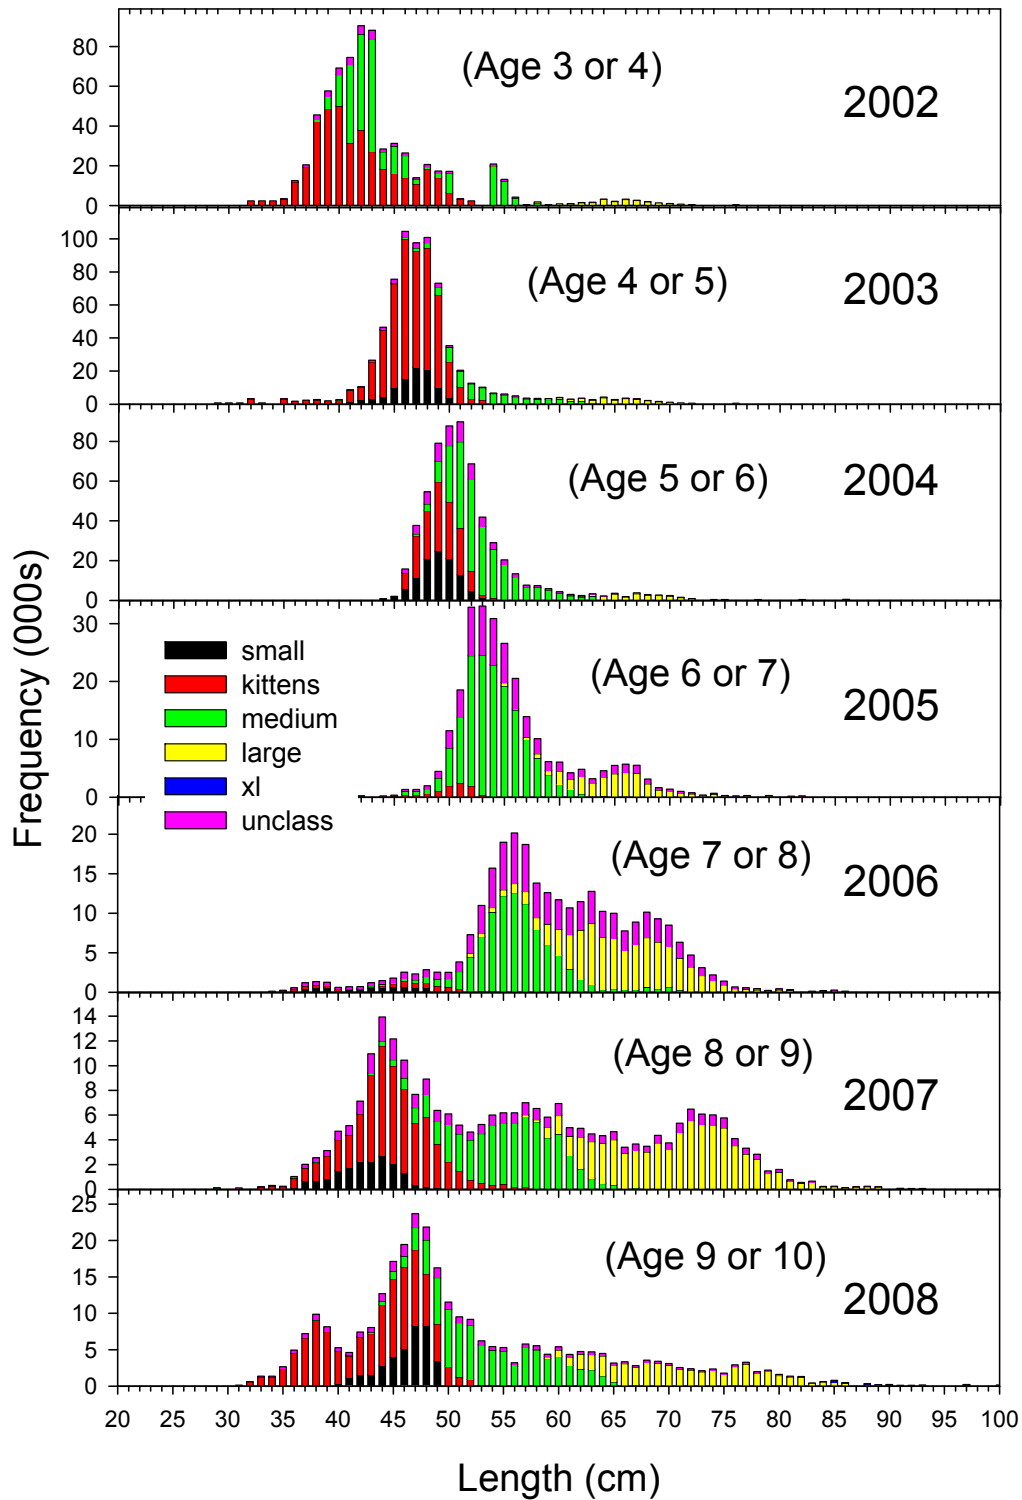 Frequency (000s)
80
60
40
20
0
(Age 3 or 4)
2002
100
80
60
40
20
0
(Age 4 or 5)
2003
80
60
40
20
0
(Age 5 or 6)
2004
30
20
10
0
(Age 6 or 7)
2005
small
kittens
medium
large
xl
unclass
20
15
10
5
0
(Age 7 or 8)
2006
14
12
10
8
6
4
2
0
(Age 8 or 9)
2007
25
20
15
10
5
0
(Age 9 or 10)
2008
20 25 30 35 40 45 50 55 60 65 70 75 80 85 90 95 100
Length (cm)